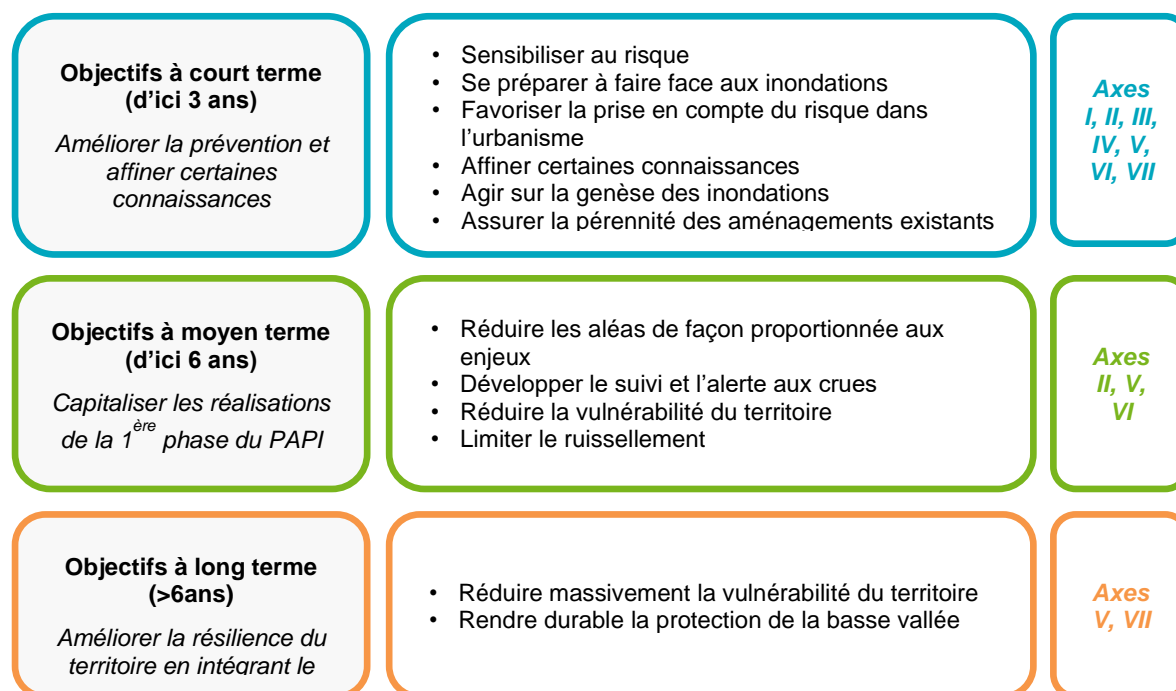 Objectifs à court terme
(d'ici 3 ans)
Améliorer la prévention et
affiner certaines
connaissances
• Sensibiliser au risque
• Se préparer à faire face aux inondations
• Favoriser la prise en compte du risque dans
l'urbanisme
• Affiner certaines connaissances
• Agir sur la genèse des inondations
• Assurer la pérennité des aménagements existants
Axes
I, II, III,
IV, V,
VI, VII
Objectifs à moyen terme
(d'ici 6 ans)
Capitaliser les réalisations
de la 1ère phase du PAPI
• Réduire les aléas de façon proportionnée aux
enjeux
• Développer le suivi et l'alerte aux crues
• Réduire la vulnérabilité du territoire
• Limiter le ruissellement
Axes
II, V,
VI
Objectifs à long terme
(>6ans)
Améliorer la résilience du
territoire en intégrant le
• Réduire massivement la vulnérabilité du territoire
• Rendre durable la protection de la basse vallée
Axes
V, VII